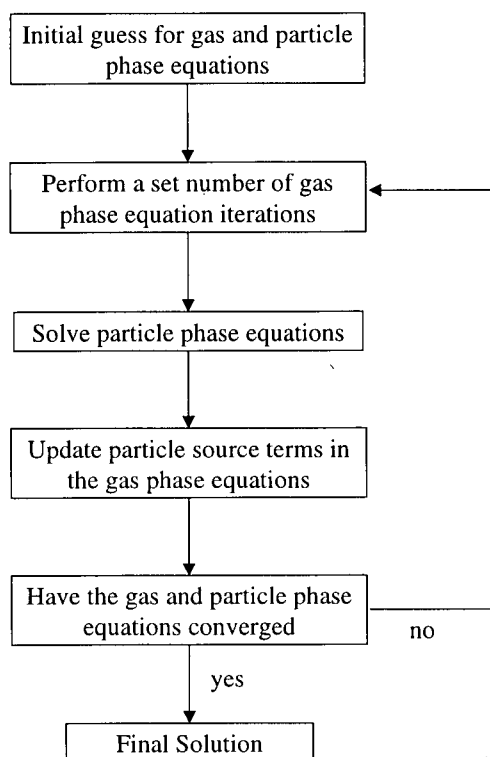 Initial guess for gas and particle
phase equations
Perform a set number of gas
phase equation iterations
Solve particle phase equations
Update particle source terms in
the gas phase equations
Have the gas and particle phase
equations converged
no
yes
Final Solution